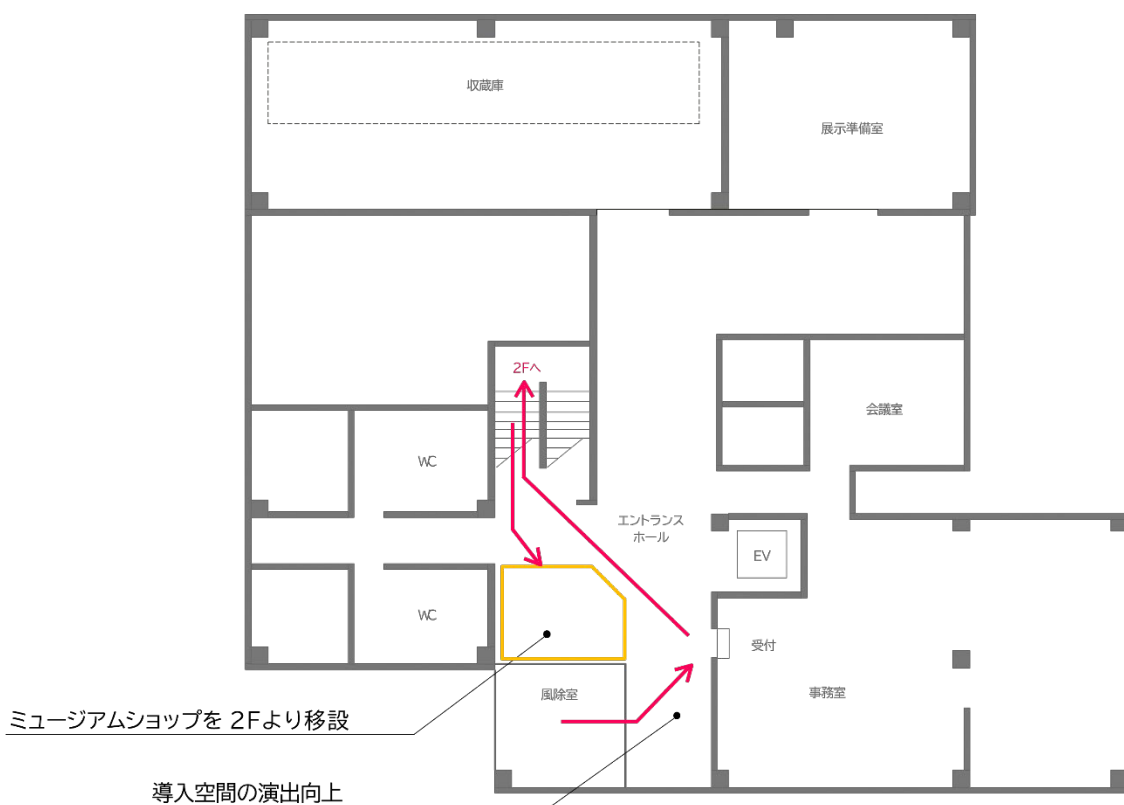 収蔵庫
展示準備室
2Fへ
会議室
WC
エントランス
ホール
EV
WC
受付
風除室
事務室
ミュージアムショップを 2Fより移設
導入空間の演出向上